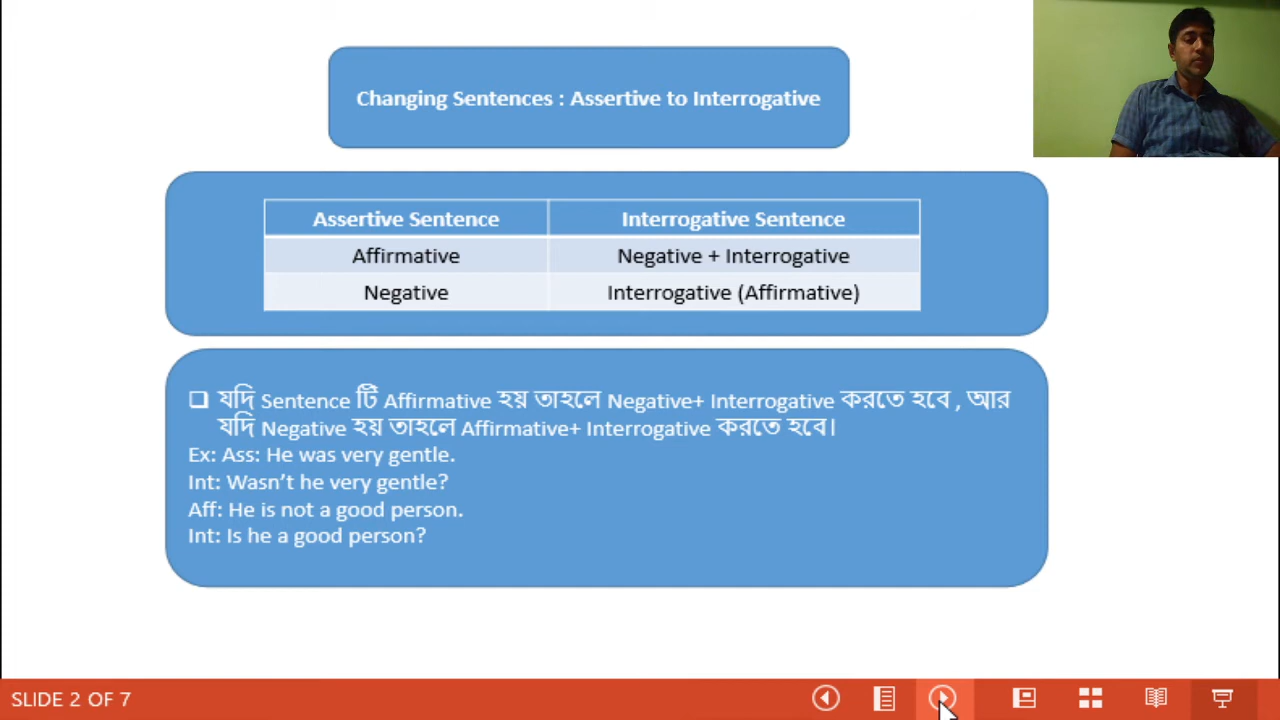 Changing Sentences : Assertive to Interrogative
Assertive Sentence Interrogative Sentence
Affirmative Negative + Interrogative
Negative Interrogative (Affirmative)
যদি Sentence টি Affirmative হয় তাহলে Negative+ Interrogative করতে হবে , আর
যদি Negative হয় তাহলে Affirmative+ Interrogative করতে হবে।
Ex: Ass: He was very gentle.
Int: Wasn't he very gentle?
Aff: He is not a good person.
Int: Is he a good person?
SLIDE 2 OF 7